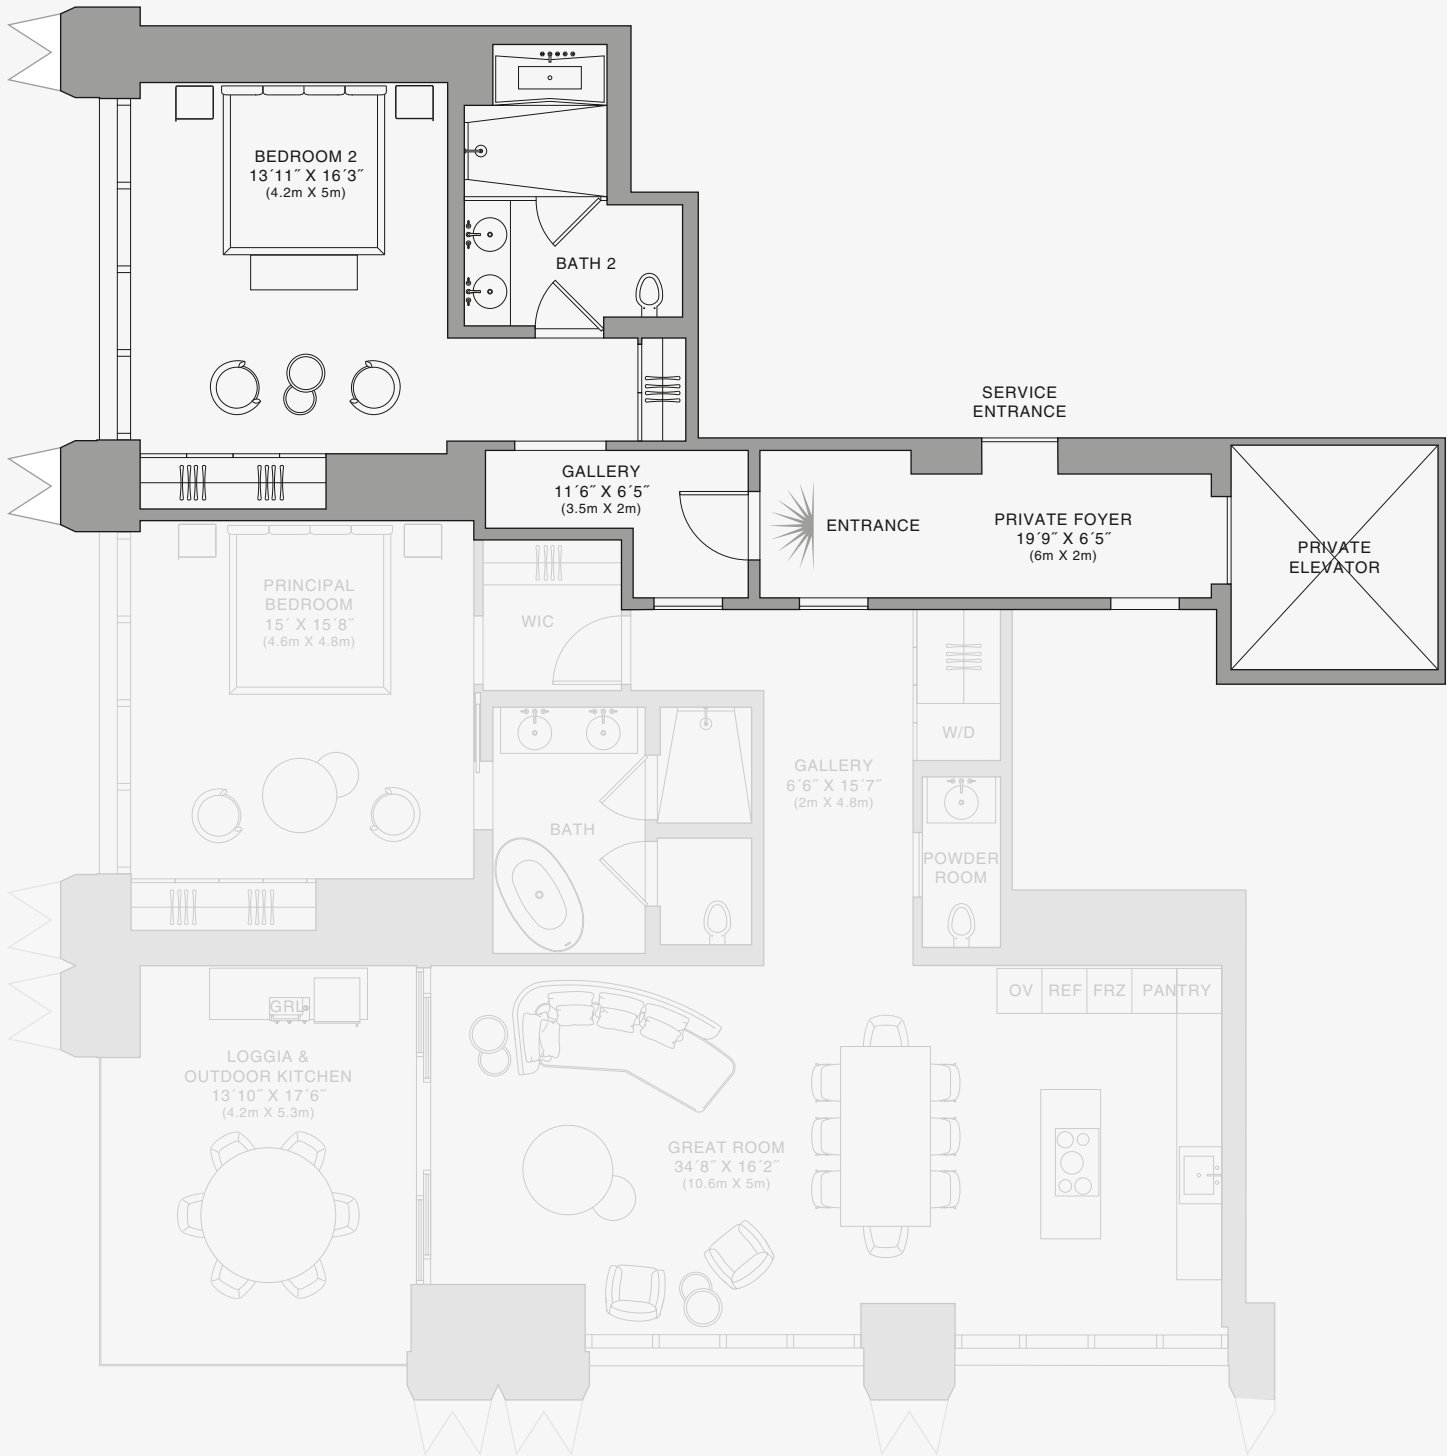 BEDROOM 2
13´11˝ X 16´3˝
(4.2m X 5m)
BATH 2
SERVICE
ENTRANCE
GALLERY
11´6˝ X 6´5˝
(3.5m X 2m)
ENTRANCE
PRIVATE FOYER
19´9˝ X 6´5˝
(6m X 2m)
PRIVATE
ELEVATOR
PRINCIPAL
BEDROOM
15´ X 15´8˝
(4.6m X 4.8m)
WIC
W/D
GALLERY
6´6˝ X 15´7˝
(2m X 4.8m)
BATH
POWDER
ROOM
GRL
OV REF FRZ PANTRY
LOGGIA &
OUTDOOR KITCHEN
13´10˝ X 17´6˝
(4.2m X 5.3m)
GREAT ROOM
34´8˝ X 16´2˝
(10.6m X 5m)